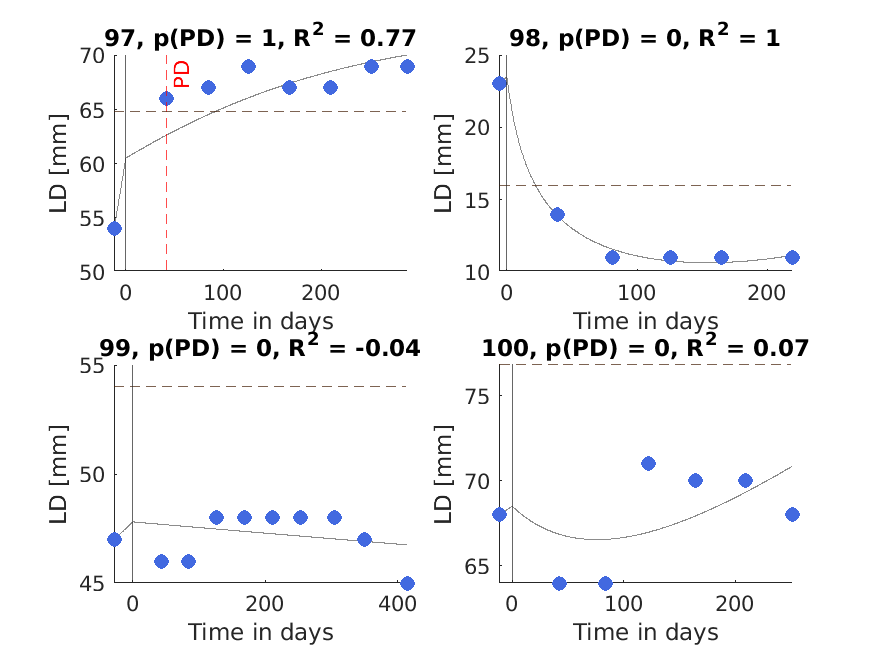 97, p(PD) = 1, R² = 0.77
70
65
60
55
50
LD [mm]
PD
0
100
200
Time in days
98, p(PD) = 0, R² = 1
25
20
15
10
LD [mm]
0
100
200
Time in days
99, p(PD) = 0, R² = -0.04
55
50
45
LD [mm]
0
200
400
Time in days
100, p(PD) = 0, R² = 0.07
75
70
65
LD [mm]
0
100
200
Time in days